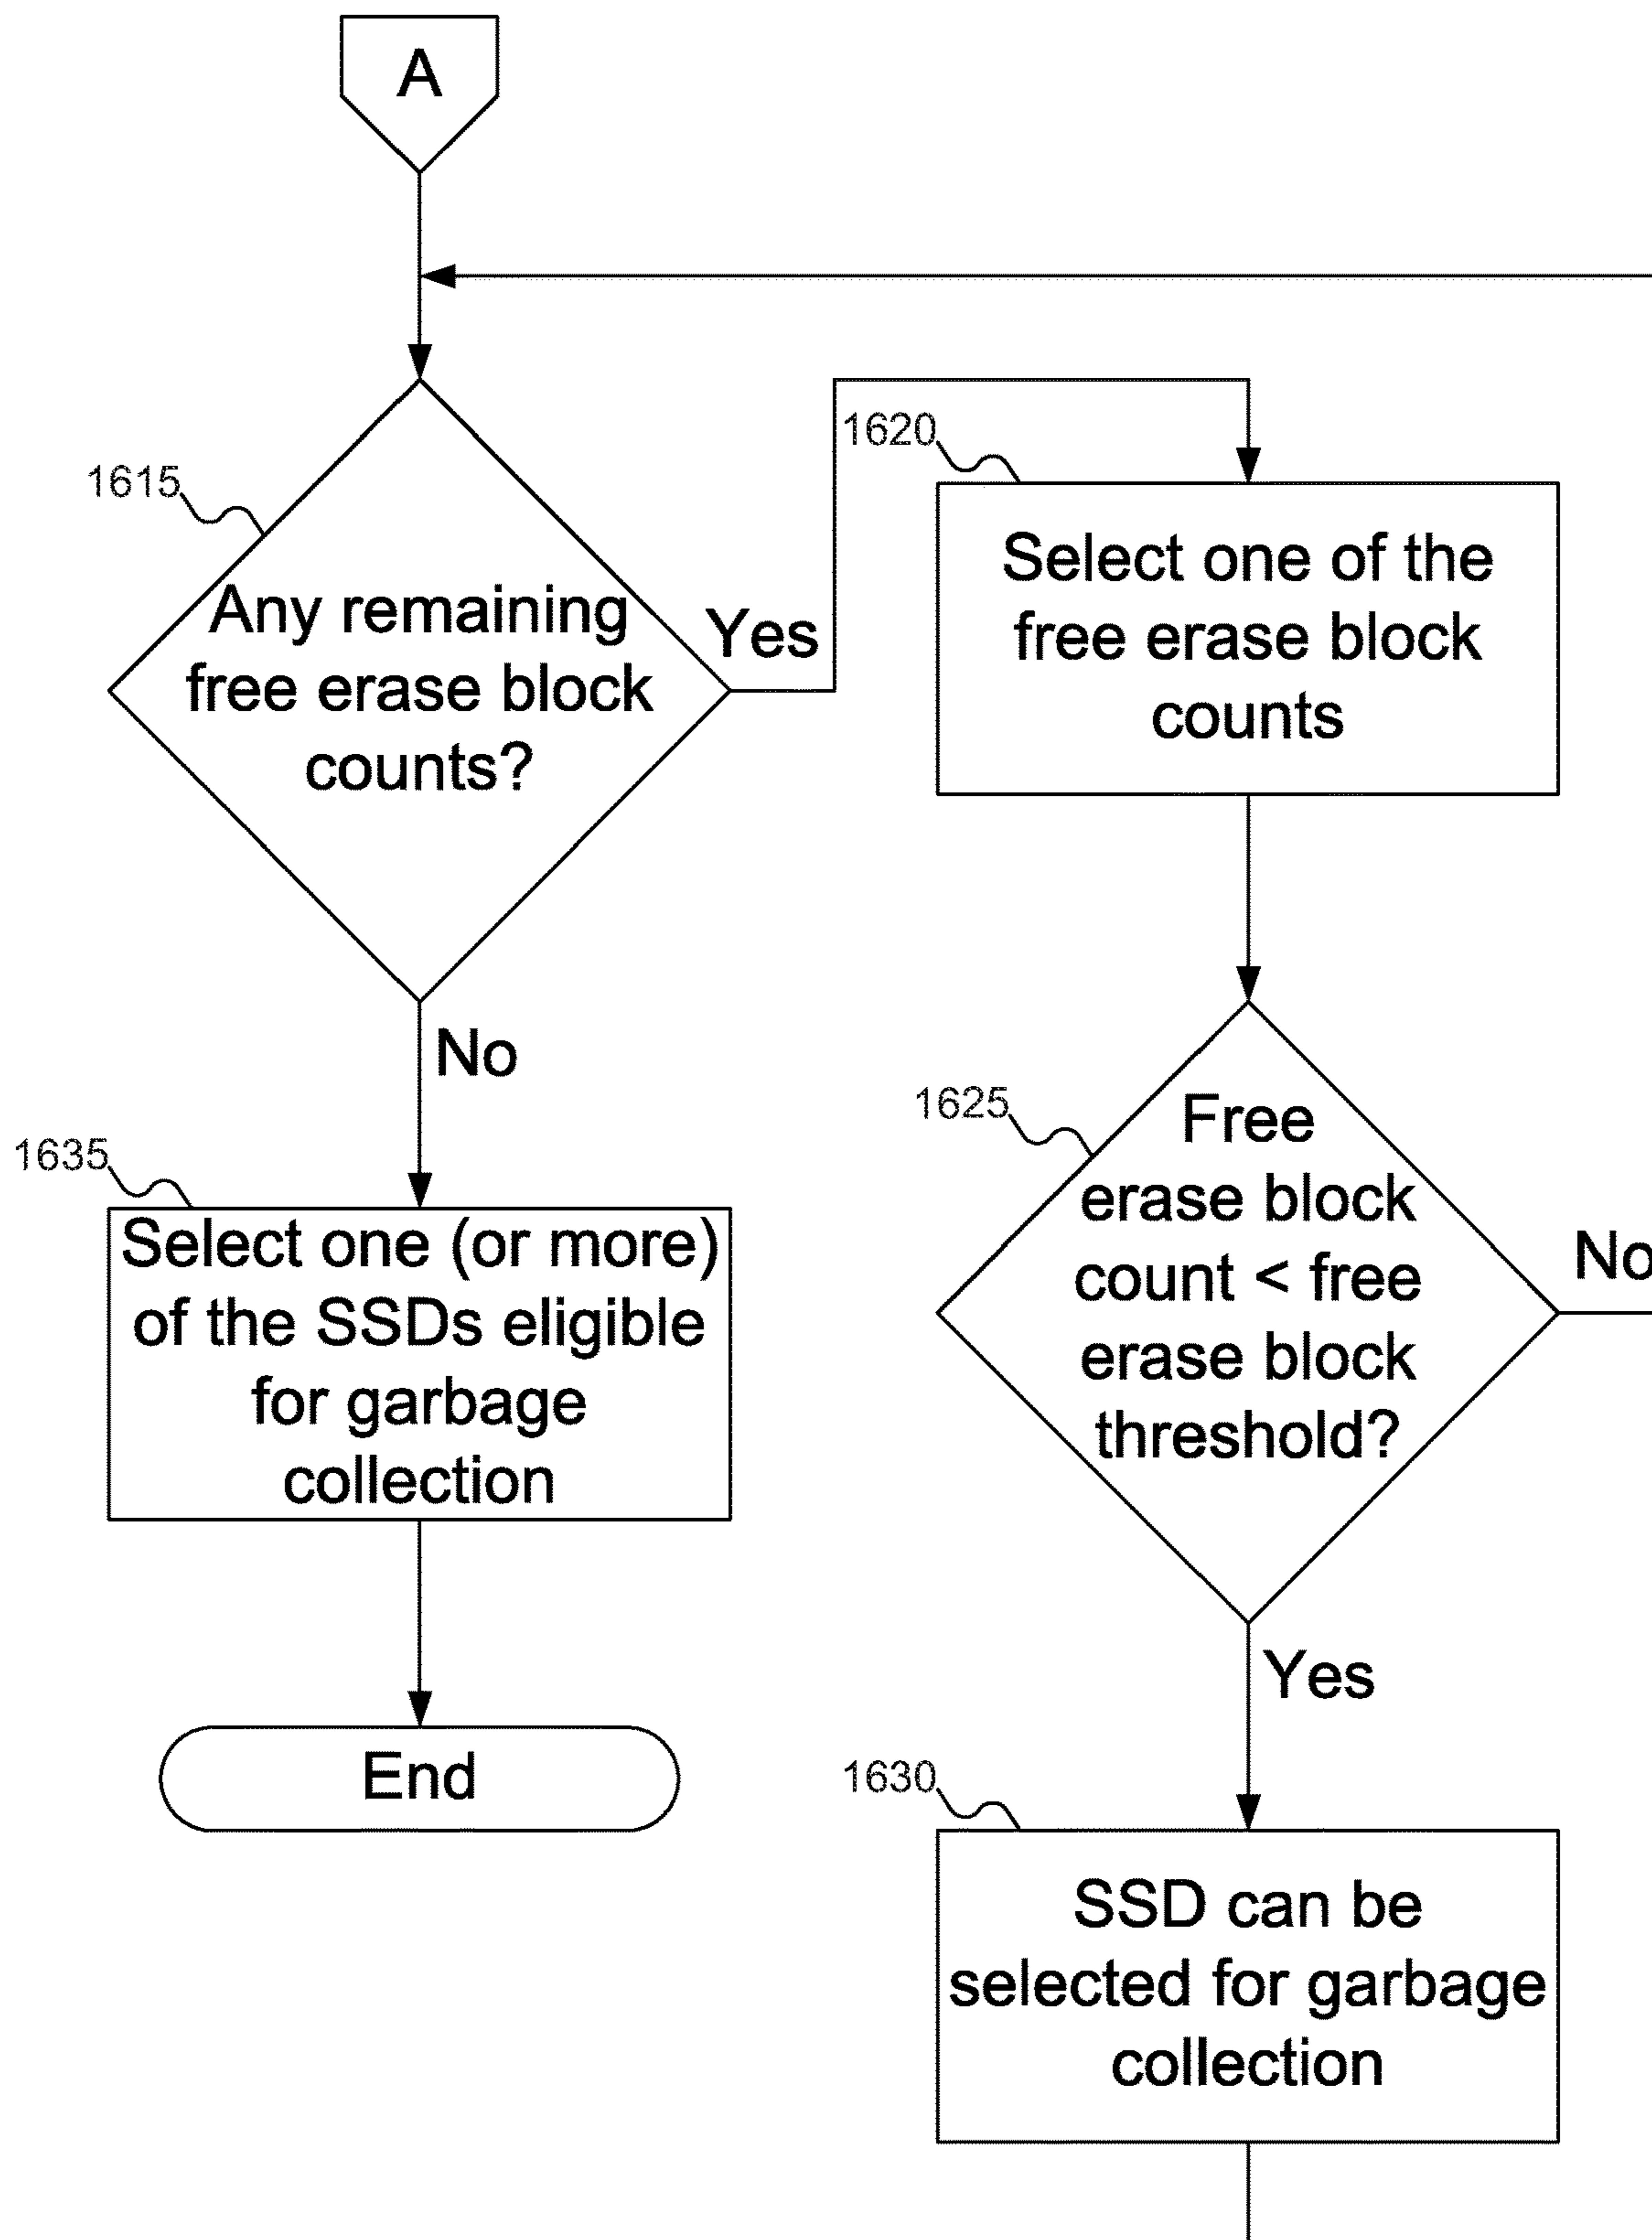 A
1615
Any remaining
free erase block
counts?
Yes
No
1620
Select one of the
free erase block
counts
1625
Free
erase block
count < free
erase block
threshold?
No
Yes
1635
Select one (or more)
of the SSDs eligible
for garbage
collection
End
1630
SSD can be
selected for garbage
collection